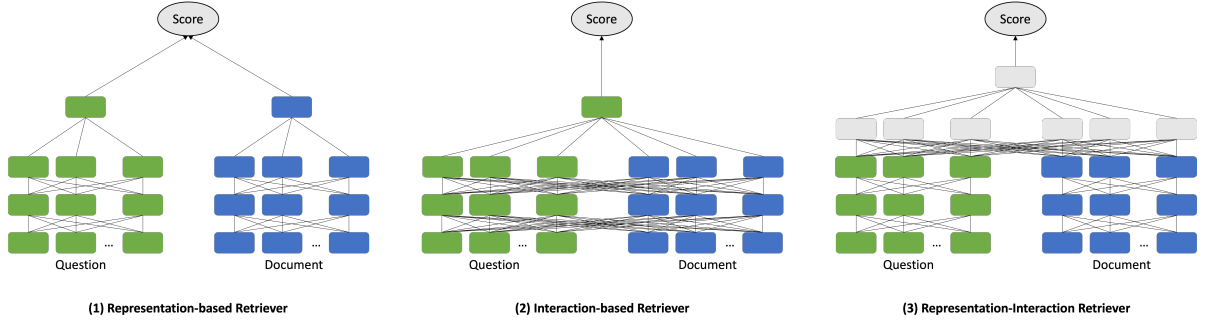 Score
Score
Score
...
...
...
...
...
...
Question
Document
Question
Document
Question
Document
(1) Representation-based Retriever
(2) Interaction-based Retriever
(3) Representation-Interaction Retriever